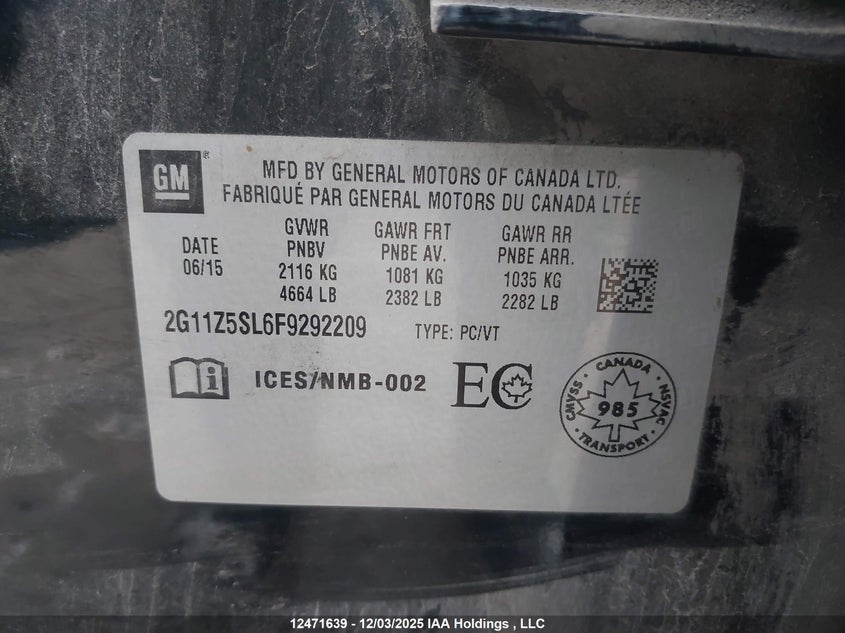 GM
MFD BY GENERAL MOTORS OF CANADA LTD.
FABRIQUÉ PAR GENERAL MOTORS DU CANADA LTÉE
DATE
06/15
GVWR
PNBV
2116 KG
4664 LB
GAWR FRT
PNBE AV.
1081 KG
2382 LB
GAWR RR
PNBE ARR.
1035 KG
2282 LB
2G11Z5SL6F9292209 TYPE: PC/VT
ICES/NMB-002 EC
CANADA
CMVSS 985 NSVAC
TRANSPORT
12471639 - 12/03/2025 IAA Holdings , LLC